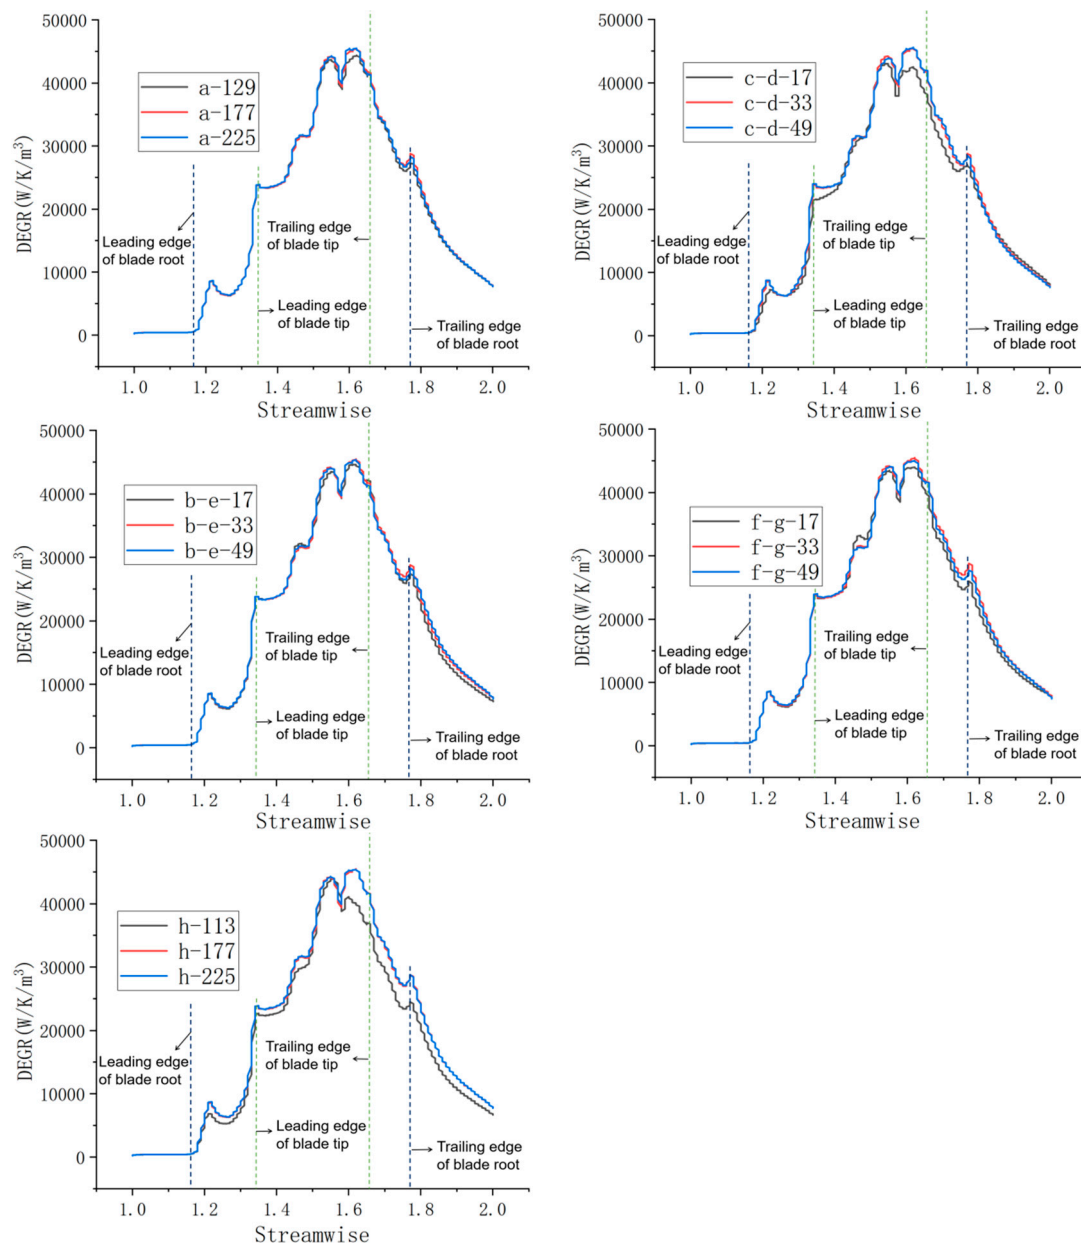 50000
40000
30000
20000
10000
0
DEGR(W/K/m³)
a-129
a-177
a-225
Leading edge
of blade root
Trailing edge
of blade tip
Leading edge
of blade tip
Trailing edge
of blade root
1.0 1.2 1.4 1.6 1.8 2.0
Streamwise
50000
40000
30000
20000
10000
0
DEGR(W/K/m³)
c-d-17
c-d-33
c-d-49
Leading edge
of blade root
Trailing edge
of blade tip
Leading edge
of blade tip
Trailing edge
of blade root
1.0 1.2 1.4 1.6 1.8 2.0
Streamwise
50000
40000
30000
20000
10000
0
DEGR(W/K/m³)
b-e-17
b-e-33
b-e-49
Leading edge
of blade root
Trailing edge
of blade tip
Leading edge
of blade tip
Trailing edge
of blade root
1.0 1.2 1.4 1.6 1.8 2.0
Streamwise
50000
40000
30000
20000
10000
0
DEGR(W/K/m³)
f-g-17
f-g-33
f-g-49
Leading edge
of blade root
Trailing edge
of blade tip
Leading edge
of blade tip
Trailing edge
of blade root
1.0 1.2 1.4 1.6 1.8 2.0
Streamwise
50000
40000
30000
20000
10000
0
DEGR(W/K/m³)
h-113
h-177
h-225
Leading edge
of blade root
Trailing edge
of blade tip
Leading edge
of blade tip
Trailing edge
of blade root
1.0 1.2 1.4 1.6 1.8 2.0
Streamwise